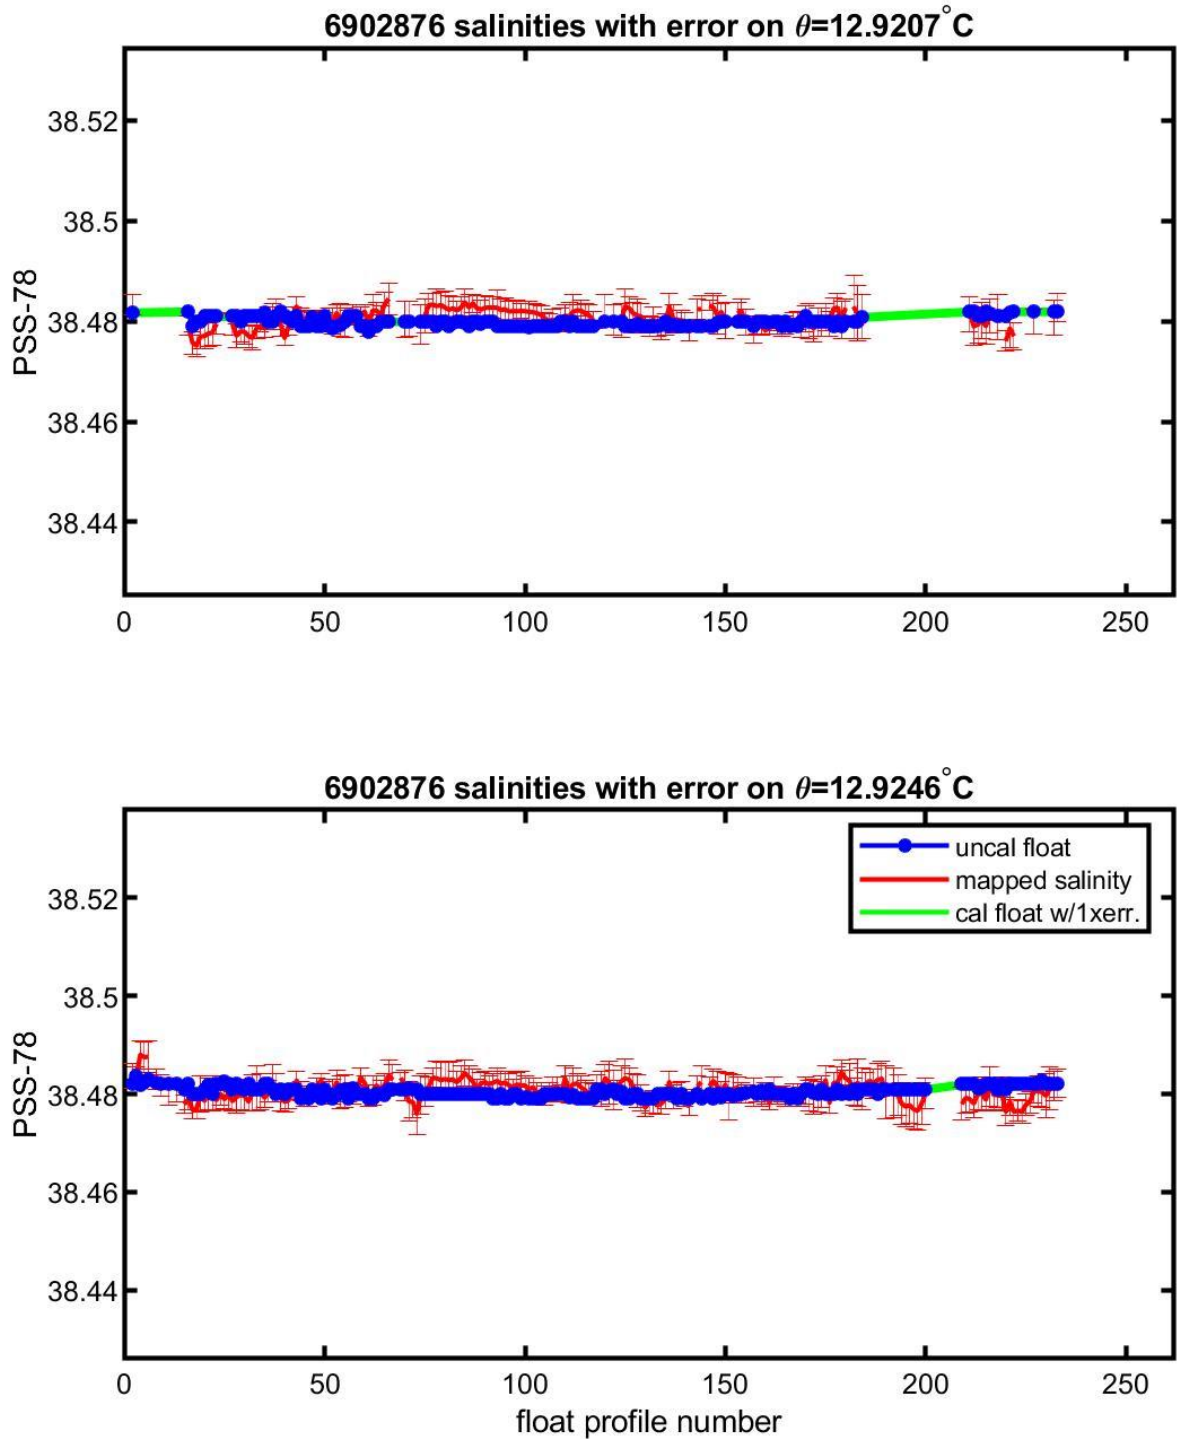 6902876 salinities with error on θ=12.9207°C
38.52
38.5
38.48
38.46
38.44
PSS-78
0 50 100 150 200 250
6902876 salinities with error on θ=12.9246°C
uncal float
mapped salinity
cal float w/1xerr.
38.52
38.5
38.48
38.46
38.44
PSS-78
0 50 100 150 200 250
float profile number